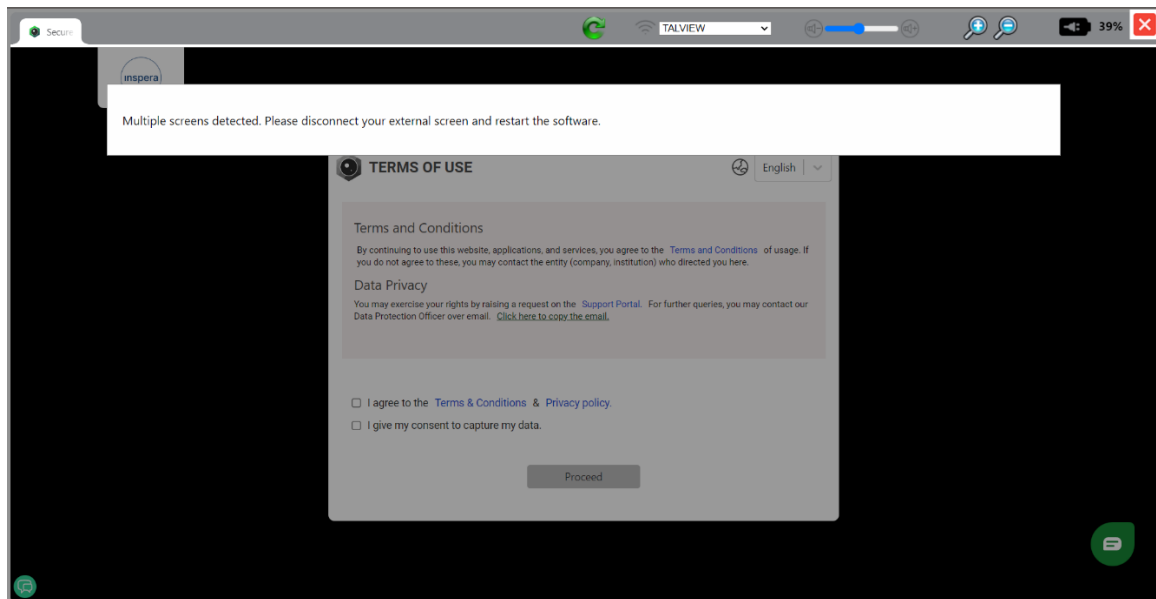 Secure
TALVIEW
39%
inspera
Multiple screens detected. Please disconnect your external screen and restart the software.
TERMS OF USE
English
Terms and Conditions
By continuing to use this website, applications, and services, you agree to the Terms and Conditions of usage. If
you do not agree to these, you may contact the entity (company, institution) who directed you here.
Data Privacy
You may exercise your rights by raising a request on the Support Portal. For further queries, you may contact our
Data Protection Officer over email. Click here to copy the email.
I agree to the Terms & Conditions & Privacy policy.
I give my consent to capture my data.
Proceed